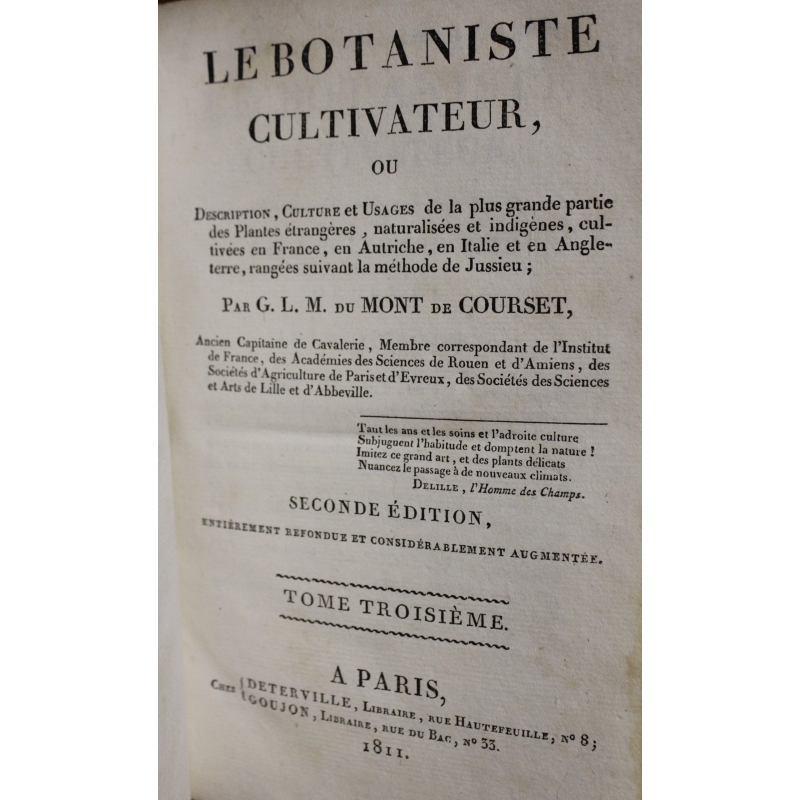 LE BOTANISTE
CULTIVATEUR,
OU
DESCRIPTION, CULTURE et USAGES de la plus grande partie
des Plantes étrangères, naturalisées et indigènes, cul-
tivées en France, en Autriche, en Italie et en Angle-
terre, rangées suivant la méthode de Jussieu;
PAR G. L. M. DU MONT DE COURSET,
Ancien Capitaine de Cavalerie, Membre correspondant de l'Institut
de France, des Académies des Sciences de Rouen et d'Amiens, des
Sociétés d'Agriculture de Paris et d'Evreux, des Sociétés des Sciences
et Arts de Lille et d'Abbeville.
Tant les ans et les soins et l'adroite culture
Subjuguent l'habitude et domptent la nature!
Imitez ce grand art, et des plants délicats
Nuancez le passage à de nouveaux climats.
DELILLE, l'Homme des Champs.
SECONDE ÉDITION,
ENTIÈREMENT REFONDUE ET CONSIDÉRABLEMENT AUGMENTÉE.
TOME TROISIÈME.
A PARIS,
CHEZ { DETERVILLE, LIBRAIRE, RUE HAUTEFEUILLE, Nº 8;
GOUJON, LIBRAIRE, RUE DU BAC, Nº 33.
1811.